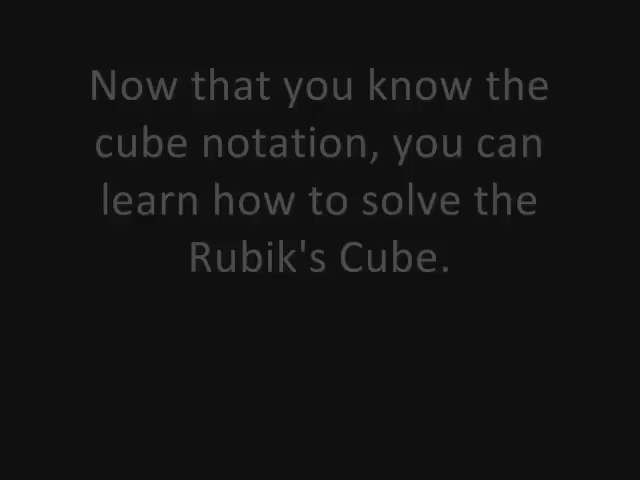 Now that you know the
cube notation, you can
learn how to solve the
Rubik's Cube.